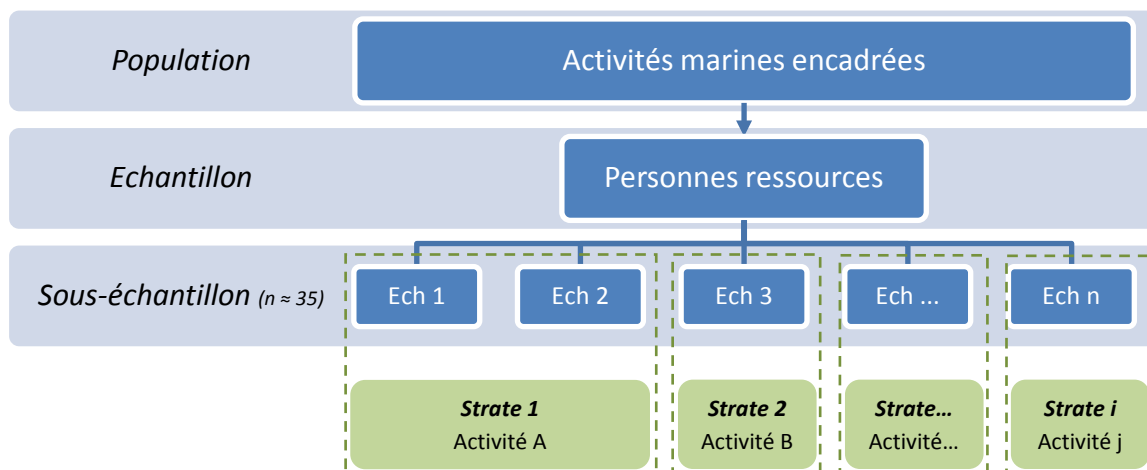 Population
Activités marines encadrées
Echantillon
Personnes ressources
Sous-échantillon (n ≈ 35)
Ech 1
Ech 2
Ech 3
Ech ...
Ech n
Strate 1
Activité A
Strate 2
Activité B
Strate...
Activité...
Strate i
Activité j